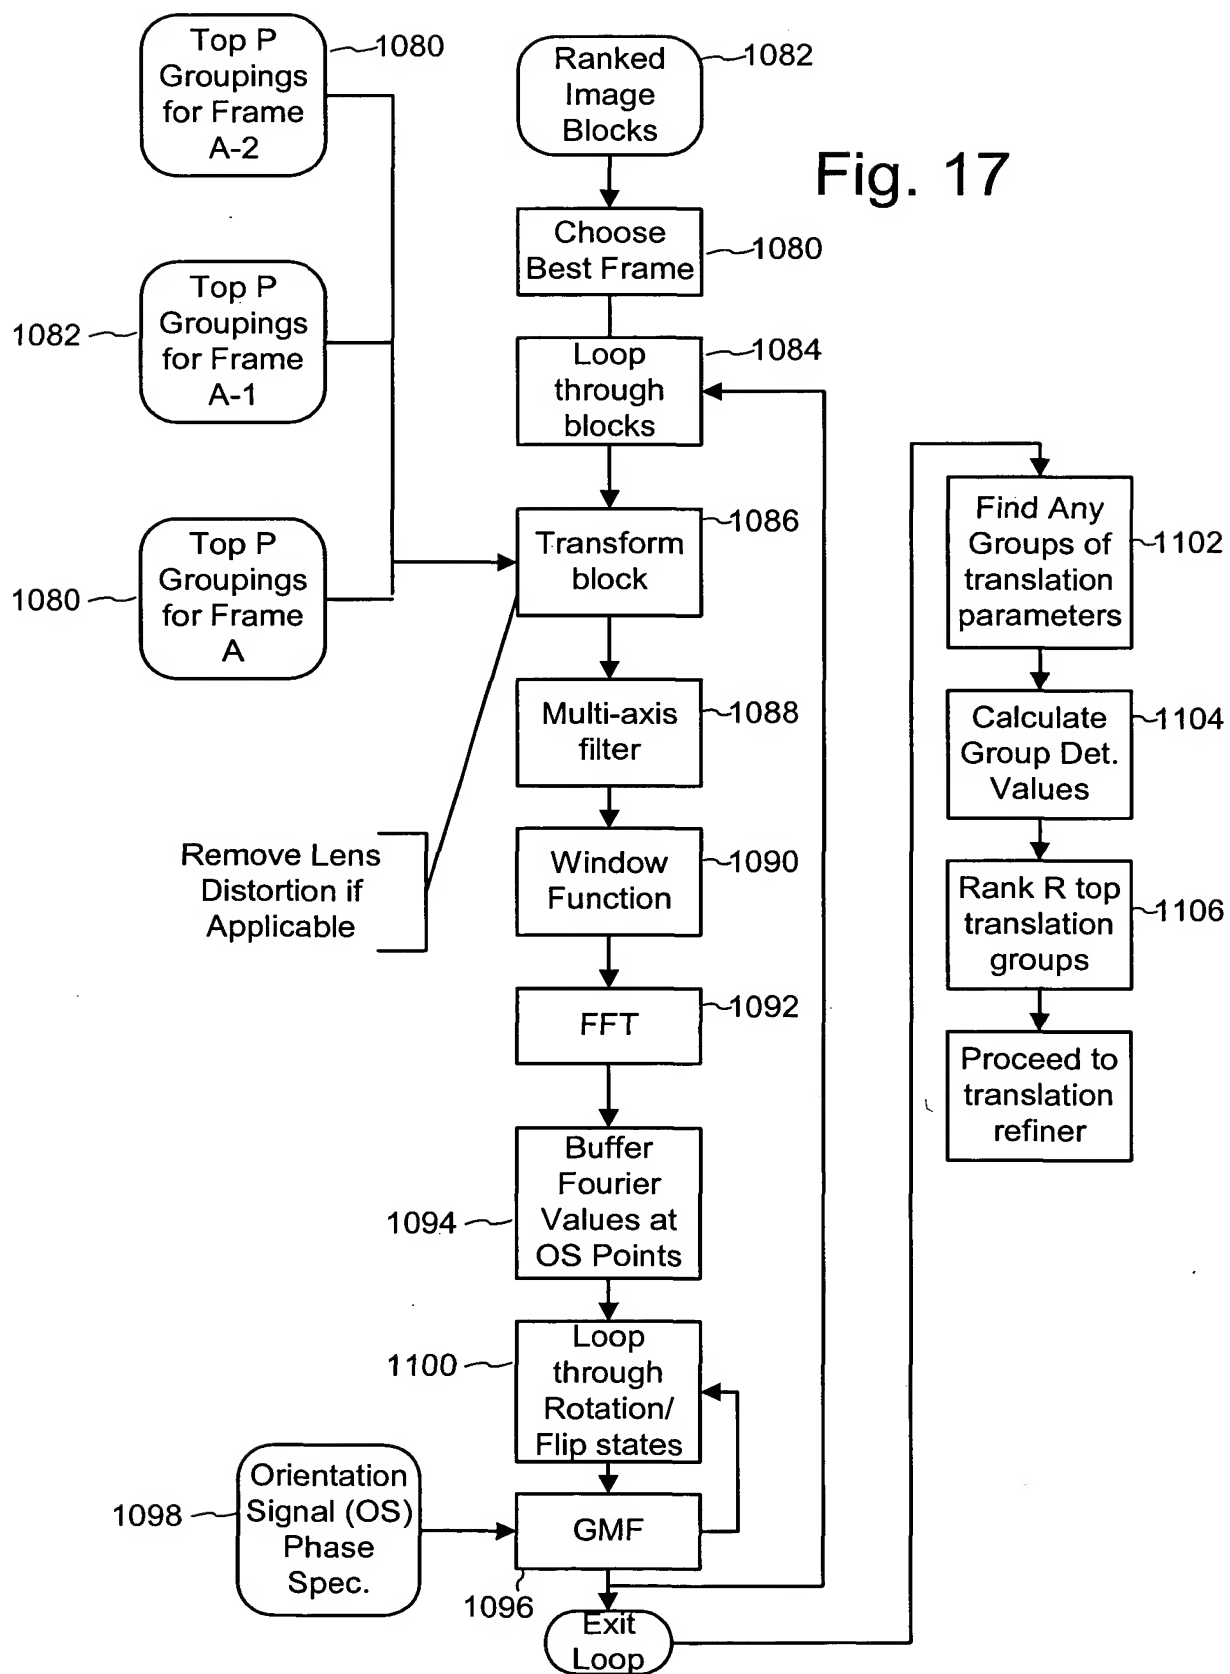 Top P
Groupings
for Frame
A-2
1080
Ranked
Image
Blocks
1082
Fig. 17
Choose
Best Frame
1080
Top P
Groupings
for Frame
A-1
1082
Loop
through
blocks
1084
Top P
Groupings
for Frame
A
1080
Transform
block
1086
Find Any
Groups of
translation
parameters
1102
Multi-axis
filter
1088
Calculate
Group Det.
Values
1104
Remove Lens
Distortion if
Applicable
Window
Function
1090
Rank R top
translation
groups
1106
FFT
1092
Proceed to
translation
refiner
Buffer
Fourier
Values at
OS Points
1094
Loop
through
Rotation/
Flip states
1100
Orientation
Signal (OS)
Phase
Spec.
1098
GMF
1096
Exit
Loop